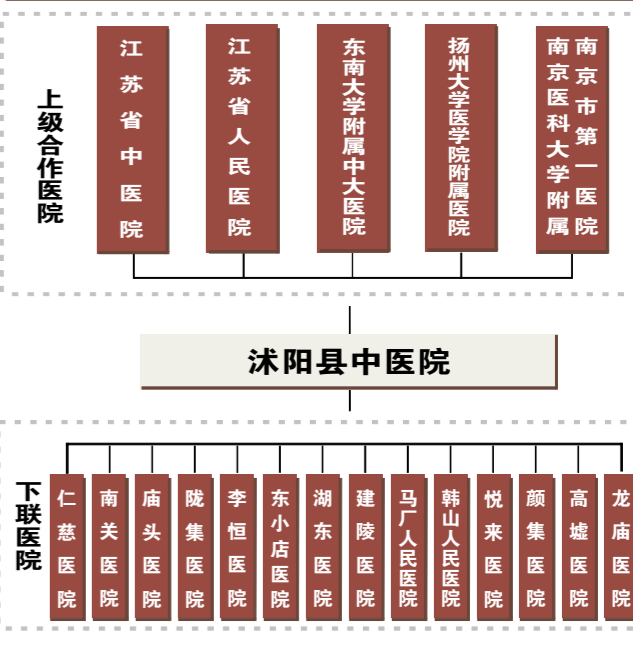 上级合作医院
江苏省中医院
江苏省人民医院
东南大学附属中大医院
扬州大学医学院附属医院
南京医科大学附属
南京市第一医院
沭阳县中医院
下联医院
仁慈医院
南关医院
庙头医院
陇集医院
李恒医院
东小店医院
湖东医院
建陵医院
马厂人民医院
韩山人民医院
悦来医院
颜集医院
高墟医院
龙庙医院